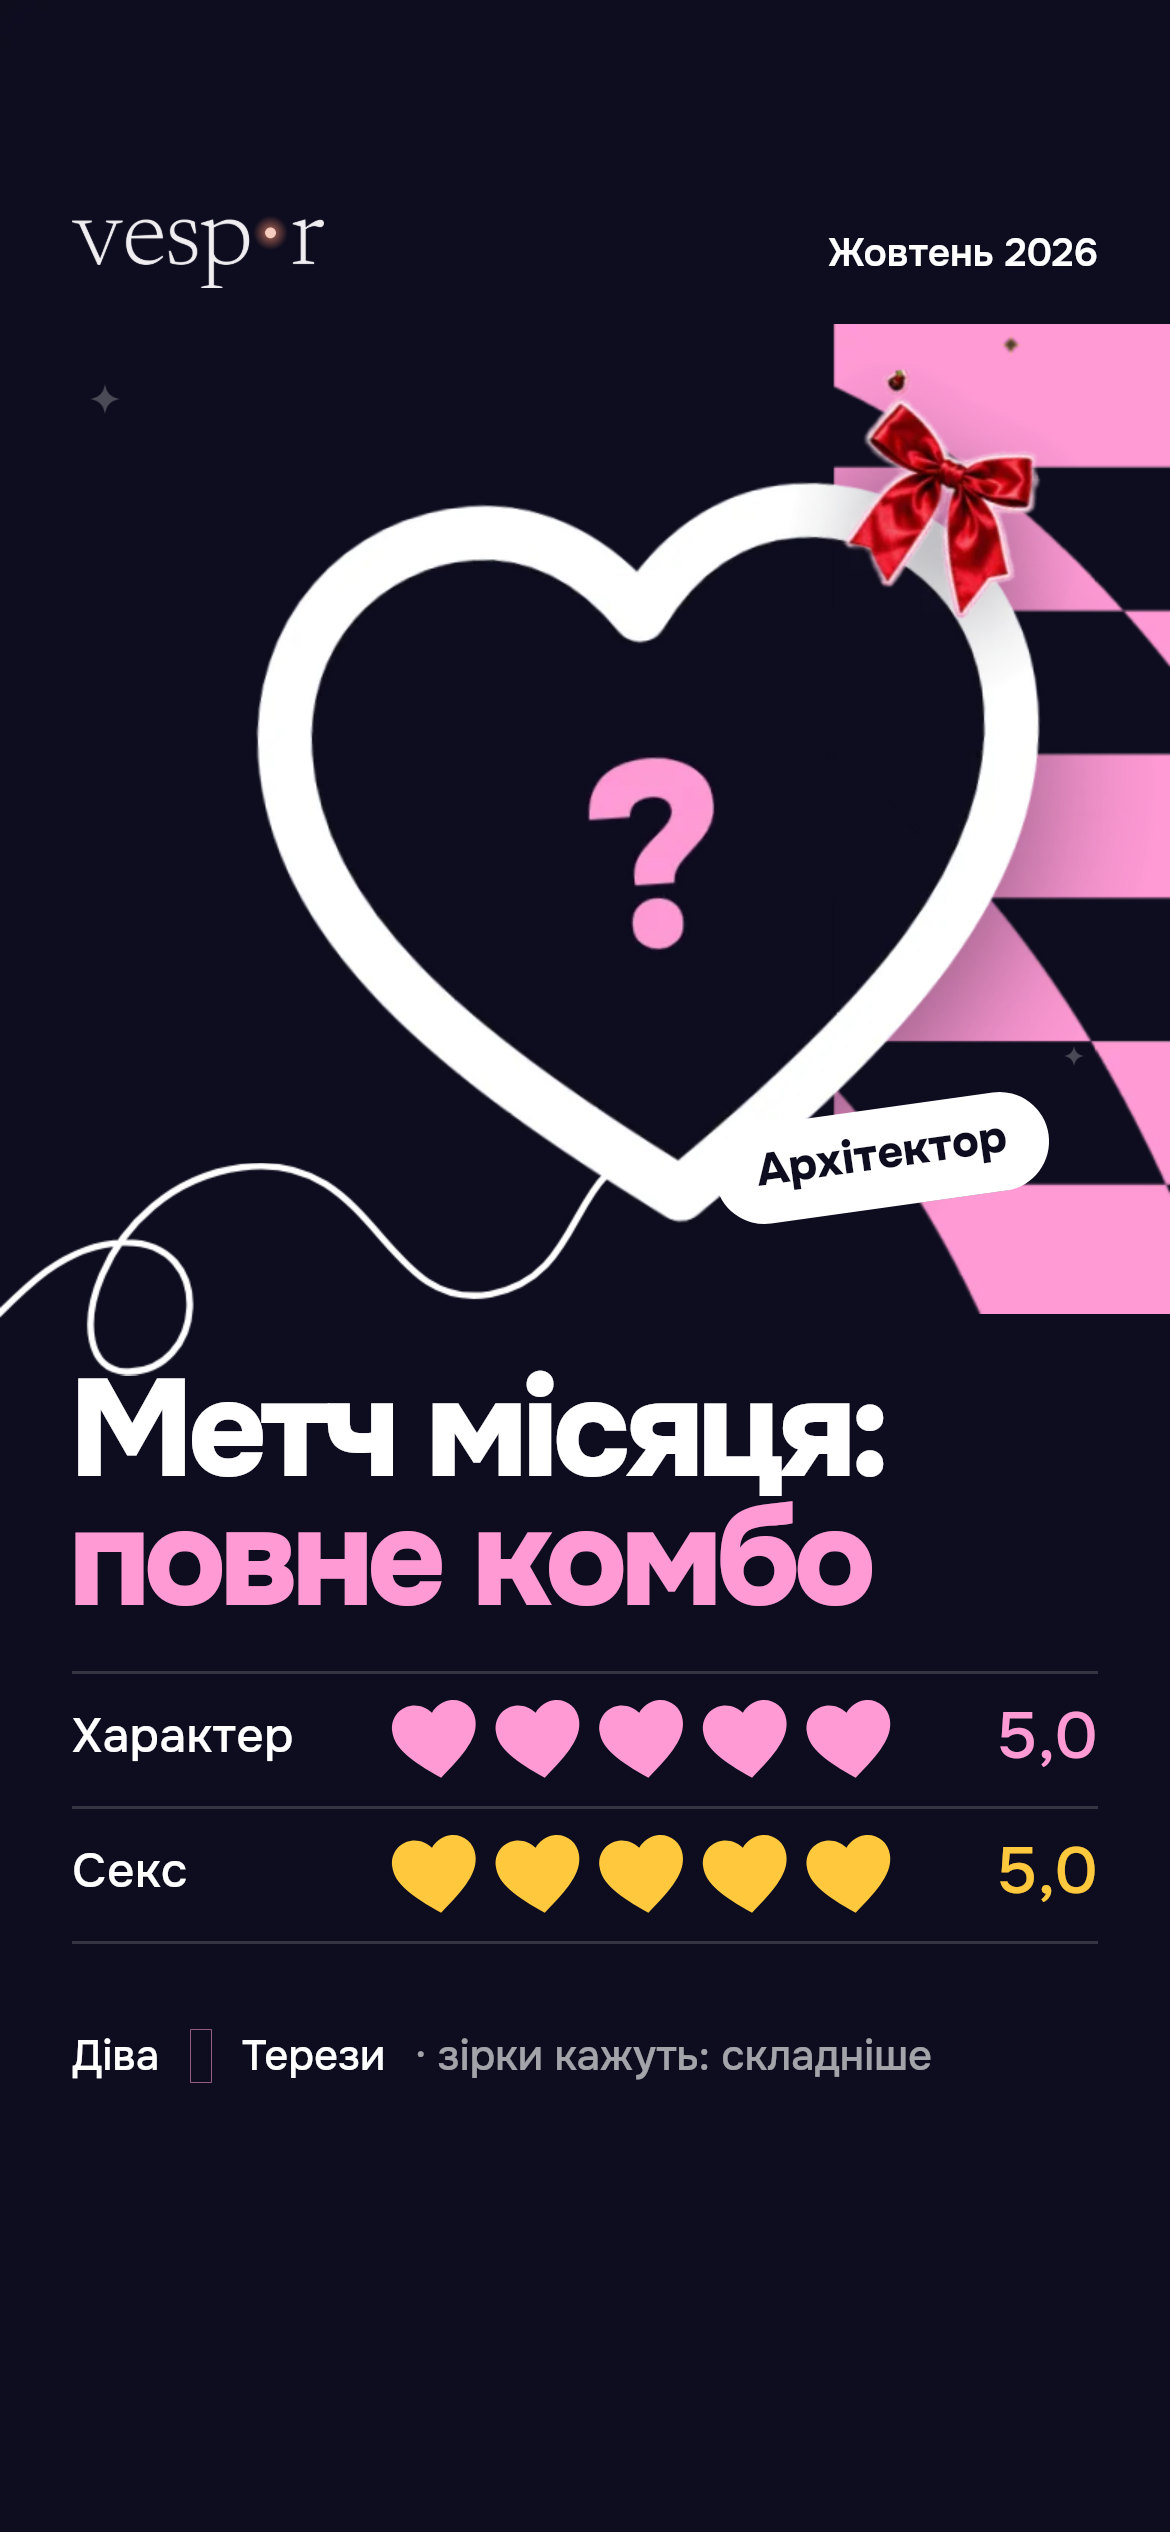 vesp•r
Жовтень 2026
?
Архітектор
Метч місяця:
повне комбо
Характер 5,0
Секс 5,0
Діва Терези · зірки кажуть: складніше